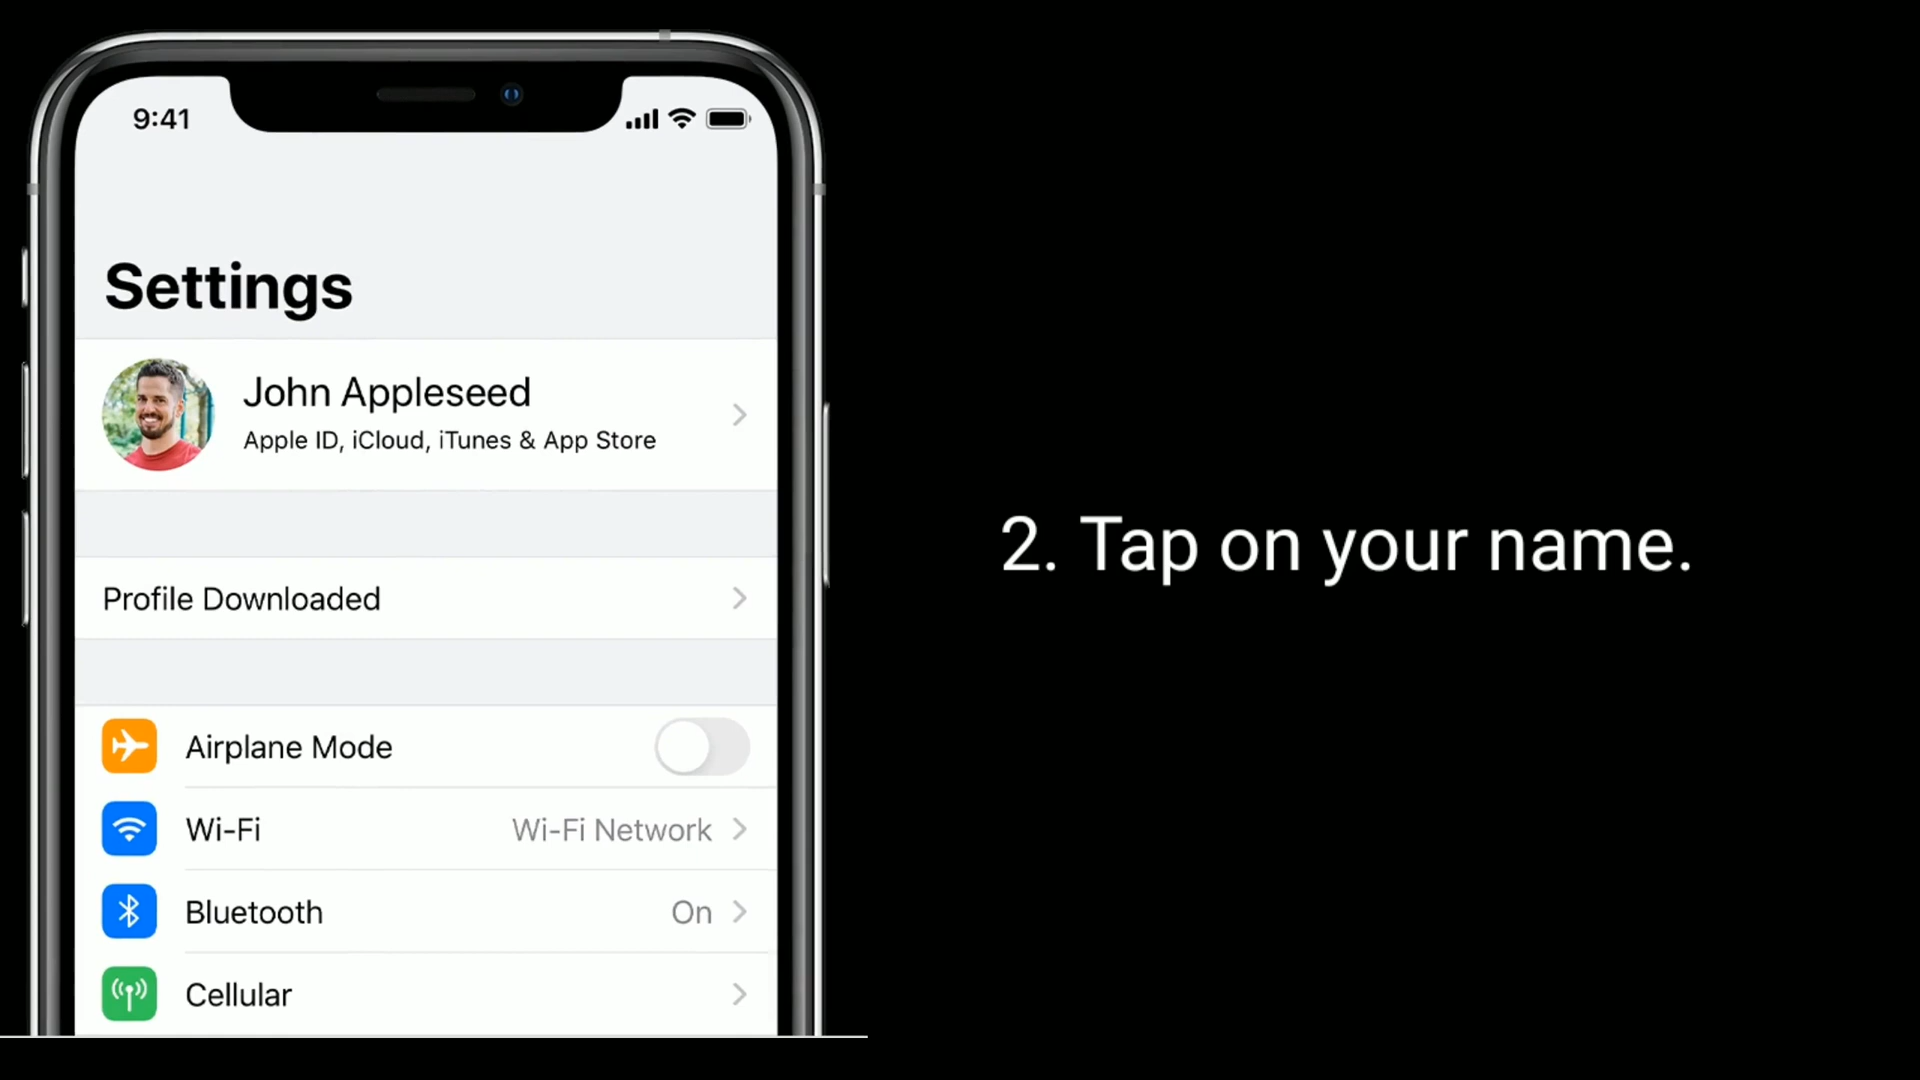 9:41
Settings
John Appleseed
Apple ID, iCloud, iTunes & App Store
Profile Downloaded
Airplane Mode
Wi-Fi Wi-Fi Network
Bluetooth On
Cellular
2. Tap on your name.